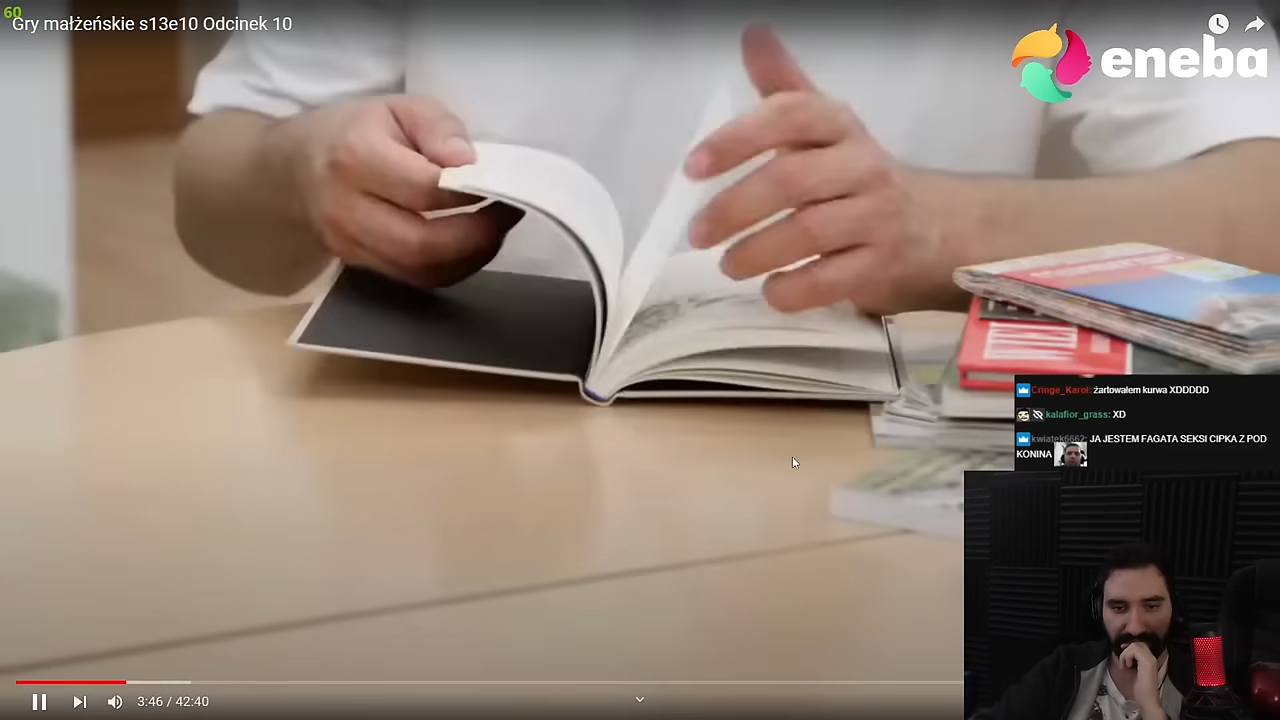 60
Gry małżeńskie s13e10 Odcinek 10
eneba
Cringe_Karol: żartowałem kurwa XDDDDD
kalafior_grass: XD
kwiatek6662: JA JESTEM FAGATA SEKSI CIPKA Z POD
KONINA
3:46 / 42:40